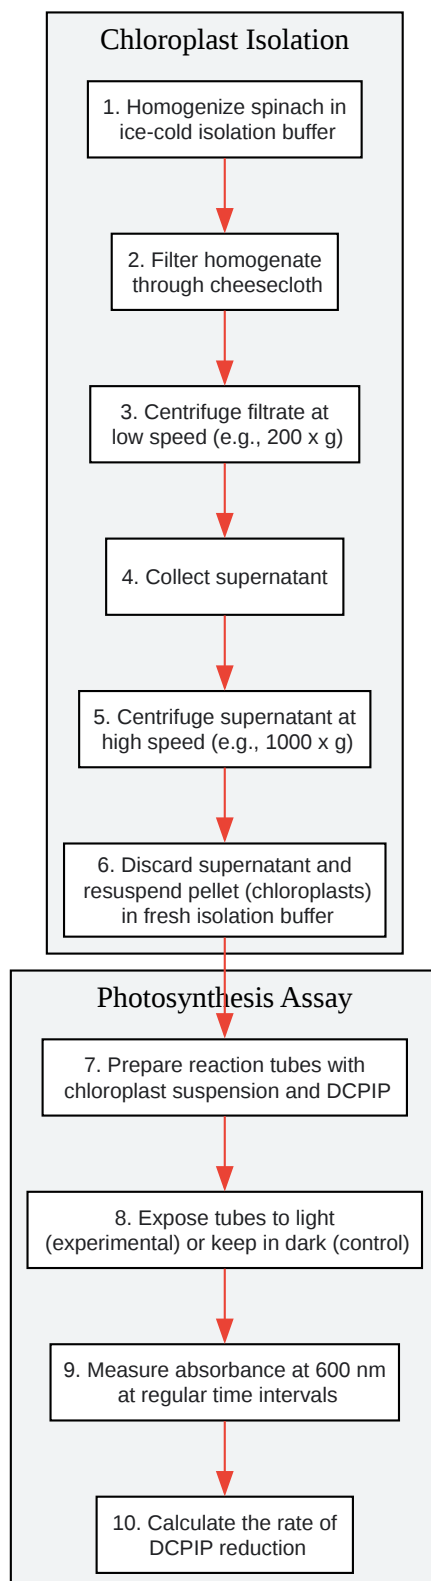 Chloroplast Isolation
1. Homogenize spinach in
ice-cold isolation buffer
2. Filter homogenate
through cheesecloth
3. Centrifuge filtrate at
low speed (e.g., 200 x g)
4. Collect supernatant
5. Centrifuge supernatant at
high speed (e.g., 1000 x g)
6. Discard supernatant and
resuspend pellet (chloroplasts)
in fresh isolation buffer
Photosynthesis Assay
7. Prepare reaction tubes with
chloroplast suspension and DCPIP
8. Expose tubes to light
(experimental) or keep in dark (control)
9. Measure absorbance at 600 nm
at regular time intervals
10. Calculate the rate of
DCPIP reduction